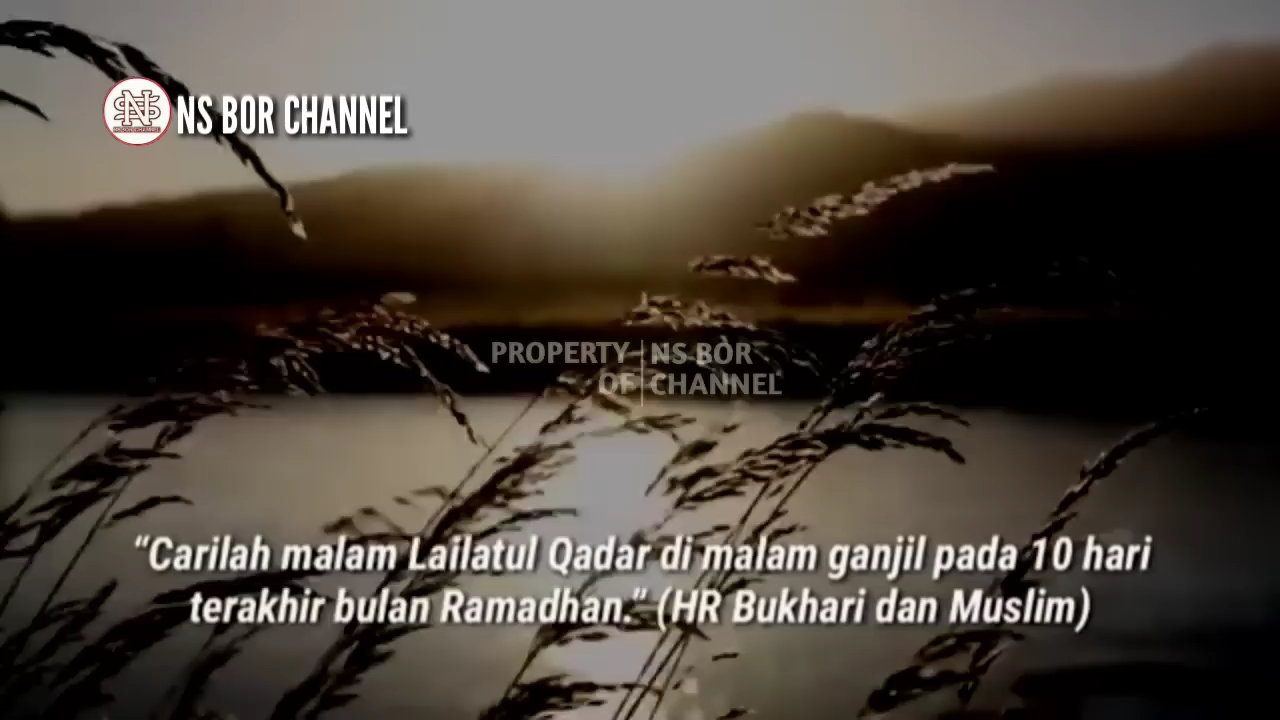 NS BOR CHANNEL
PROPERTY OF
NS BOR CHANNEL
“Carilah malam Lailatul Qadar di malam ganjil pada 10 hari
terakhir bulan Ramadhan.” (HR Bukhari dan Muslim)